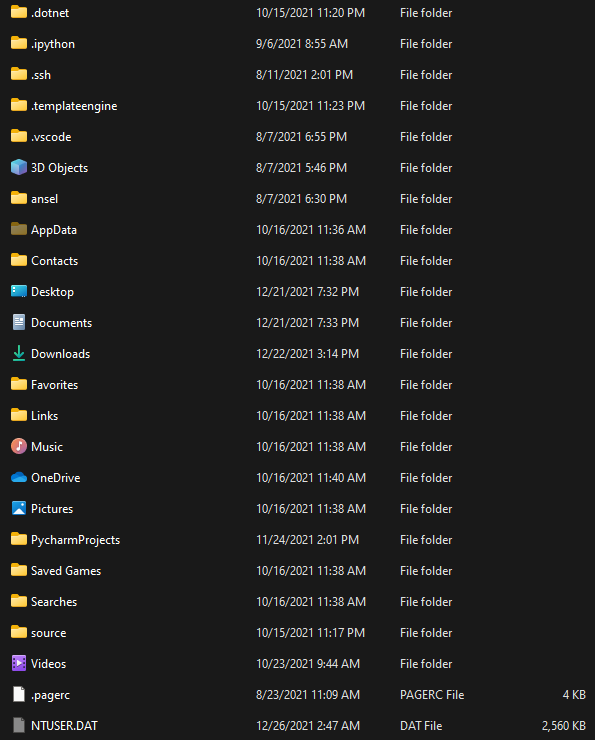 .dotnet 10/15/2021 11:20 PM File folder
.ipython 9/6/2021 8:55 AM File folder
.ssh 8/11/2021 2:01 PM File folder
.templateengine 10/15/2021 11:23 PM File folder
.vscode 8/7/2021 6:55 PM File folder
3D Objects 8/7/2021 5:46 PM File folder
ansel 8/7/2021 6:30 PM File folder
AppData 10/16/2021 11:36 AM File folder
Contacts 10/16/2021 11:38 AM File folder
Desktop 12/21/2021 7:32 PM File folder
Documents 12/21/2021 7:33 PM File folder
Downloads 12/22/2021 3:14 PM File folder
Favorites 10/16/2021 11:38 AM File folder
Links 10/16/2021 11:38 AM File folder
Music 10/16/2021 11:38 AM File folder
OneDrive 10/16/2021 11:40 AM File folder
Pictures 10/16/2021 11:38 AM File folder
PycharmProjects 11/24/2021 2:01 PM File folder
Saved Games 10/16/2021 11:38 AM File folder
Searches 10/16/2021 11:38 AM File folder
source 10/15/2021 11:17 PM File folder
Videos 10/23/2021 9:44 AM File folder
.pagerc 8/23/2021 11:09 AM PAGERC File 4 KB
NTUSER.DAT 12/26/2021 2:47 AM DAT File 2,560 KB